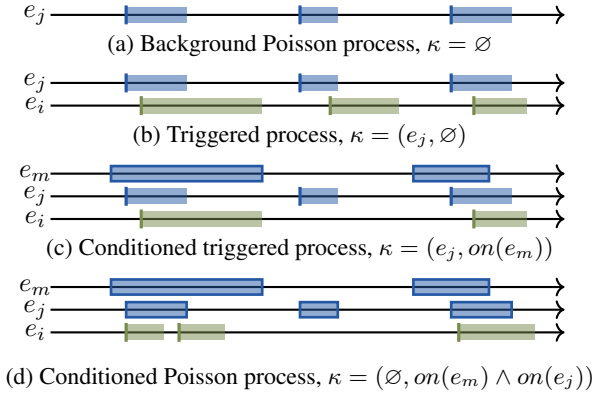 e_j
(a) Background Poisson process, κ = ∅
e_j
e_i
(b) Triggered process, κ = (e_j, ∅)
e_m
e_j
e_i
(c) Conditioned triggered process, κ = (e_j, on(e_m))
e_m
e_j
e_i
(d) Conditioned Poisson process, κ = (∅, on(e_m) ∧ on(e_j))